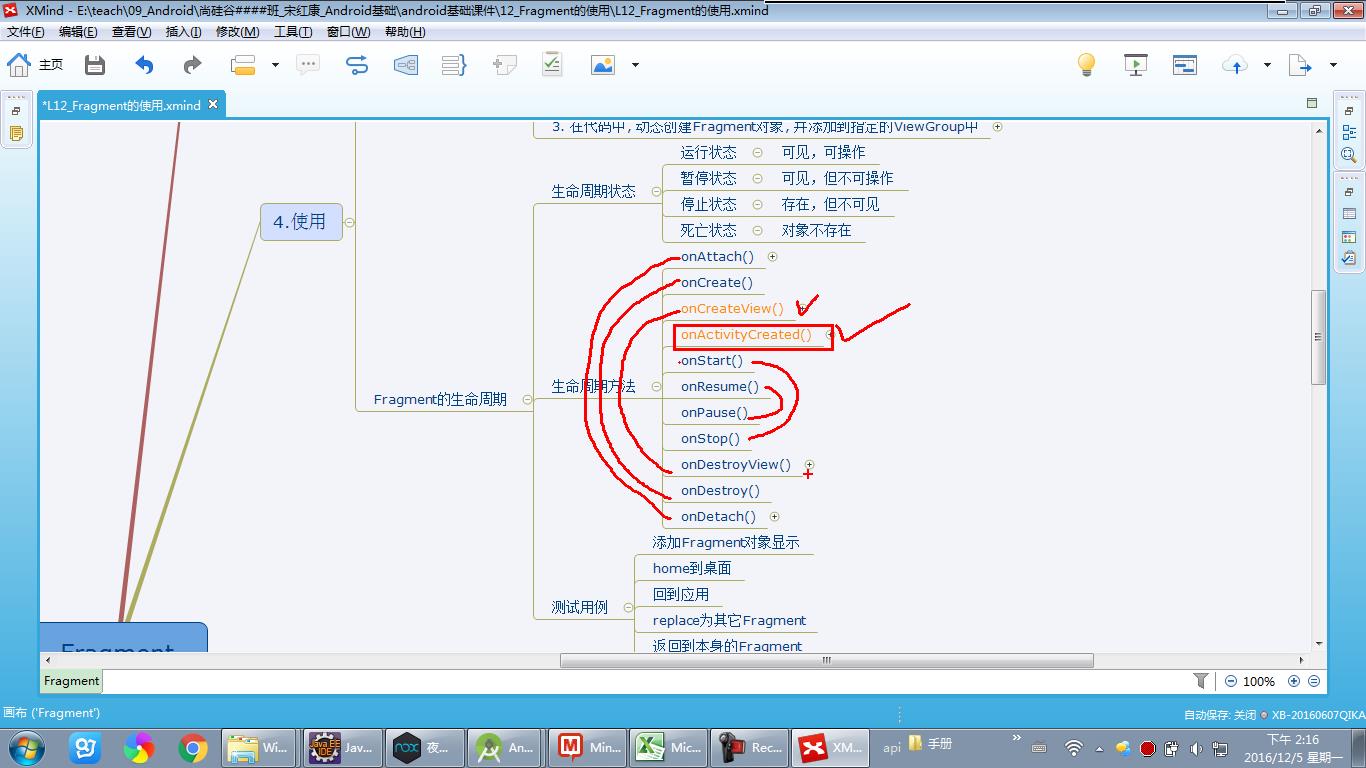 XMind - E:\teach\09_Android\尚硅谷####班_宋红康_Android基础\android基础课件\12_Fragment的使用\L12_Fragment的使用.xmind
文件(F) 编辑(E) 查看(V) 插入(I) 修改(M) 工具(T) 窗口(W) 帮助(H)
主页
*L12_Fragment的使用.xmind
3. 在代码中, 动态创建Fragment对象, 并添加到指定的ViewGroup中
运行状态 可见，可操作
生命周期状态
暂停状态 可见，但不可操作
停止状态 存在，但不可见
死亡状态 对象不存在
4.使用
onAttach()
onCreate()
onCreateView()
onActivityCreated()
onStart()
生命周期方法
onResume()
Fragment的生命周期
onPause()
onStop()
onDestroyView()
onDestroy()
onDetach()
添加Fragment对象显示
home到桌面
回到应用
测试用例
replace为其它Fragment
返回到本身的Fragment
Fragment
Fragment
100%
画布 ('Fragment')
自动保存: 关闭 XB-20160607QIKA
Wi... Jav... 夜... An... Min... Mic... Rec... XM... api 手册
下午 2:16
2016/12/5 星期一